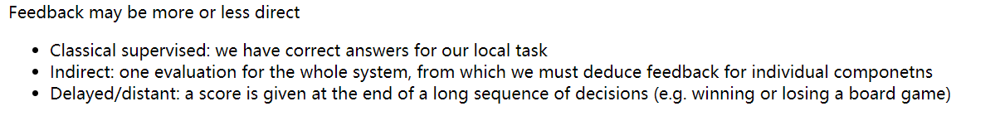 Feedback may be more or less direct
• Classical supervised: we have correct answers for our local task
• Indirect: one evaluation for the whole system, from which we must deduce feedback for individual componetns
• Delayed/distant: a score is given at the end of a long sequence of decisions (e.g. winning or losing a board game)